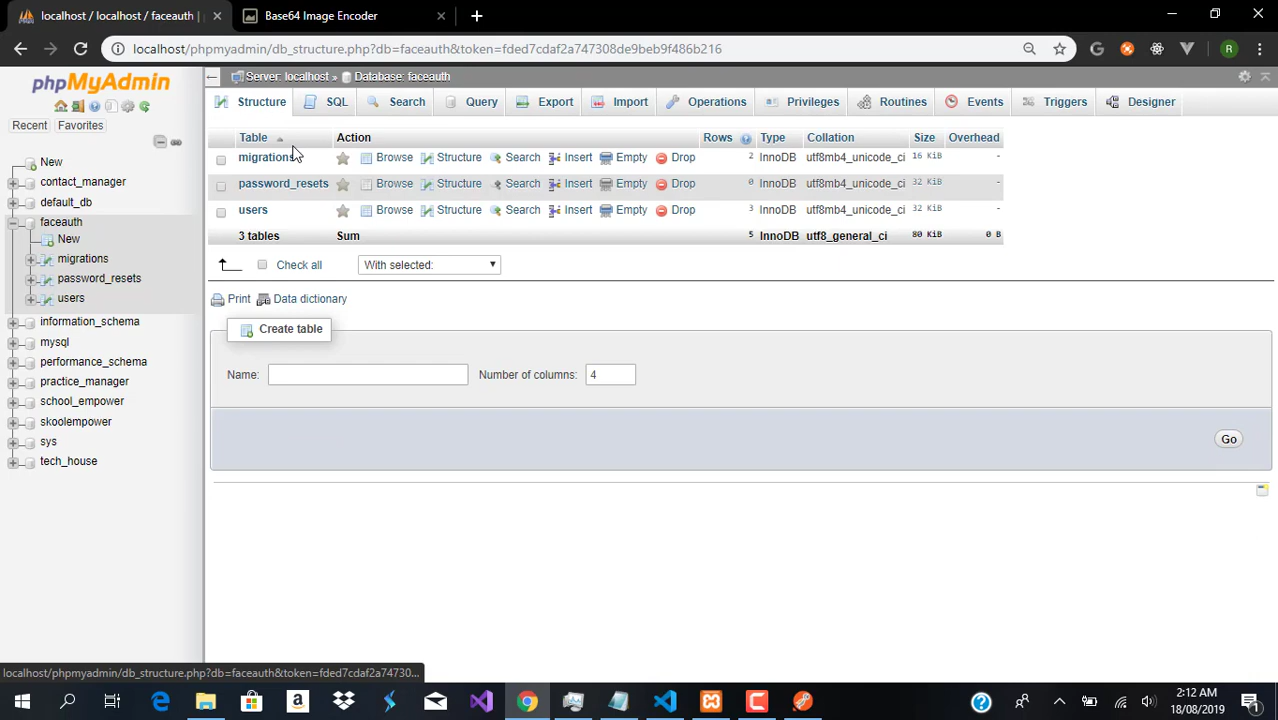 localhost / localhost / faceauth |
Base64 Image Encoder
localhost/phpmyadmin/db_structure.php?db=faceauth&token=fded7cdaf2a747308de9beb9f486b216
R
phpMyAdmin
Server: localhost » Database: faceauth
Structure SQL Search Query Export Import Operations Privileges Routines Events Triggers Designer
Recent Favorites
New
contact_manager
default_db
faceauth
New
migrations
password_resets
users
information_schema
mysql
performance_schema
practice_manager
school_empower
skoolempower
sys
tech_house
Table Action Rows Type Collation Size Overhead
migrations Browse Structure Search Insert Empty Drop 2 InnoDB utf8mb4_unicode_ci 16 KiB -
password_resets Browse Structure Search Insert Empty Drop 0 InnoDB utf8mb4_unicode_ci 32 KiB -
users Browse Structure Search Insert Empty Drop 3 InnoDB utf8mb4_unicode_ci 32 KiB -
3 tables Sum 5 InnoDB utf8_general_ci 80 KiB 0 B
Check all With selected:
Print Data dictionary
Create table
Name: Number of columns: 4
Go
localhost/phpmyadmin/db_structure.php?db=faceauth&token=fded7cdaf2a74730...
2:12 AM
18/08/2019